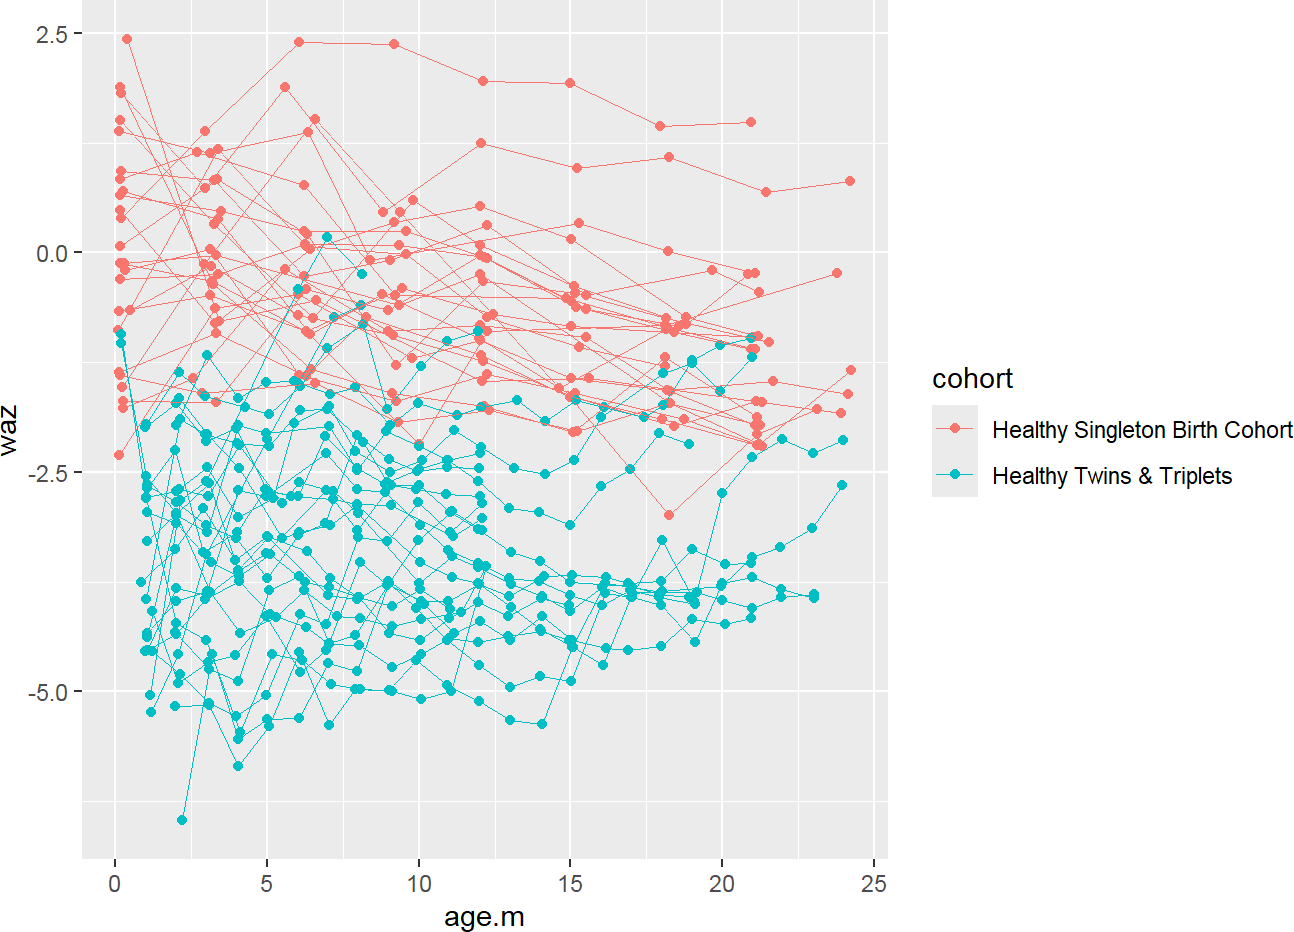 2.5
0.0
-2.5
-5.0
waz
0
5
10
15
20
25
age.m
cohort
Healthy Singleton Birth Cohort
Healthy Twins & Triplets